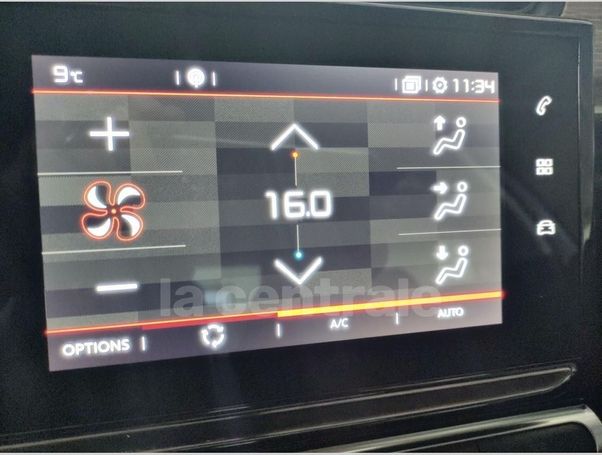 9°C
11:34
16.0
la centrale
OPTIONS
A/C
AUTO